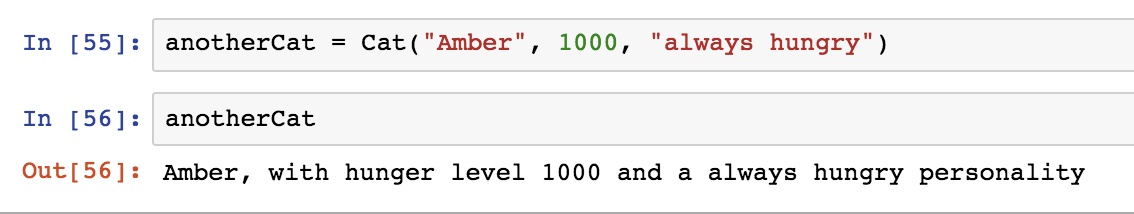 In [55]: anotherCat = Cat("Amber", 1000, "always hungry")
In [56]: anotherCat
Out[56]: Amber, with hunger level 1000 and a always hungry personality